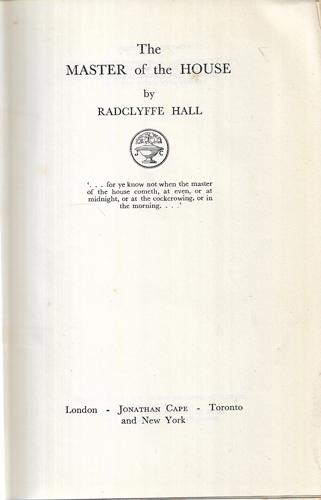 The
MASTER of the HOUSE
by
RADCLYFFE HALL
J C
'. . . for ye know not when the master
of the house cometh, at even, or at
midnight, or at the cockcrowing, or in
the morning. . . .'
London - JONATHAN CAPE - Toronto
and New York